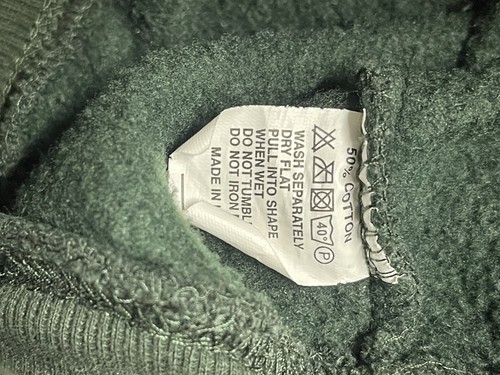 50% COTTON
40° P
WASH SEPARATELY
DRY FLAT
PULL INTO SHAPE
WHEN WET
DO NOT TUMBL
DO NOT IRON
MADE IN